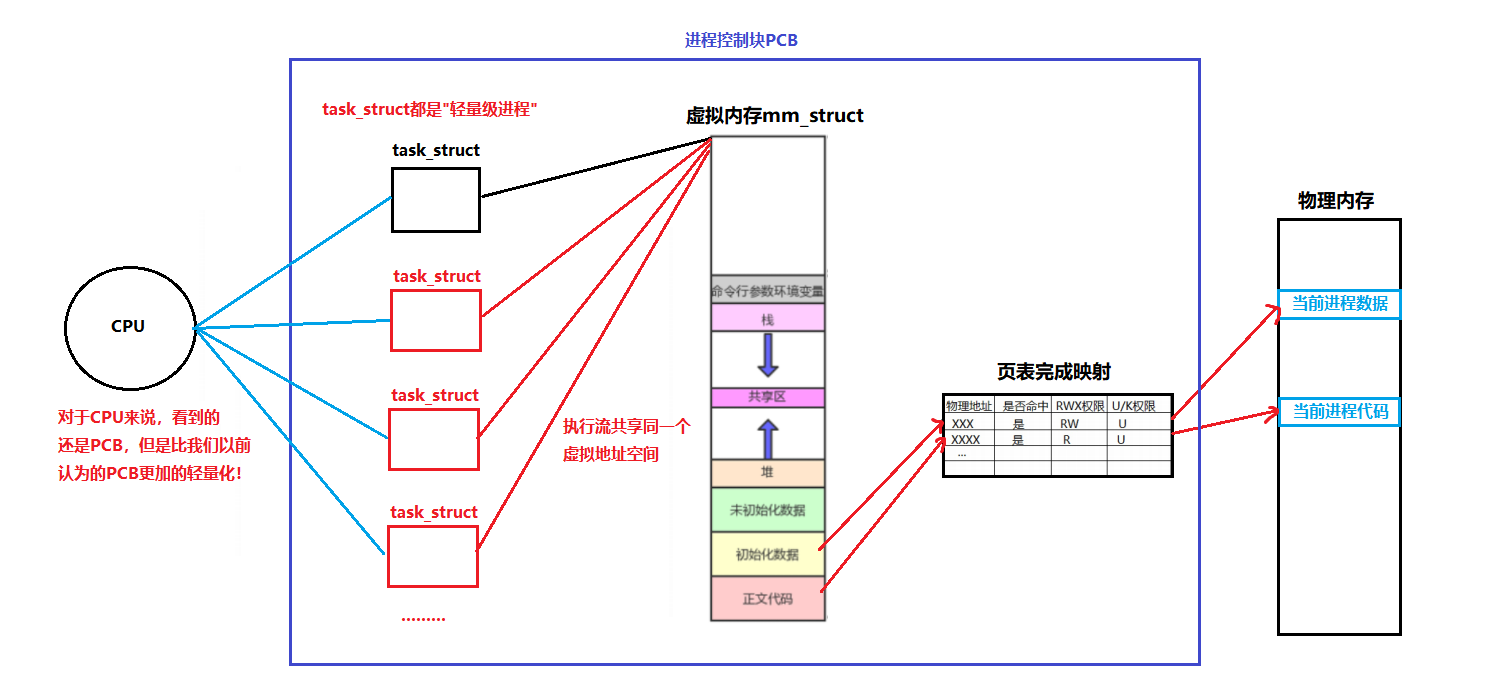 进程控制块PCB
task_struct都是"轻量级进程"
虚拟内存mm_struct
task_struct
物理内存
task_struct
命令行参数环境变量
当前进程数据
CPU
栈
页表完成映射
task_struct
共享区
物理地址 是否命中 RWX权限 U/K权限
当前进程代码
对于CPU来说，看到的
还是PCB，但是比我们以前
认为的PCB更加的轻量化!
执行流共享同一个
虚拟地址空间
XXX 是 RW U
XXXX 是 R U
...
堆
task_struct
未初始化数据
初始化数据
正文代码
.........